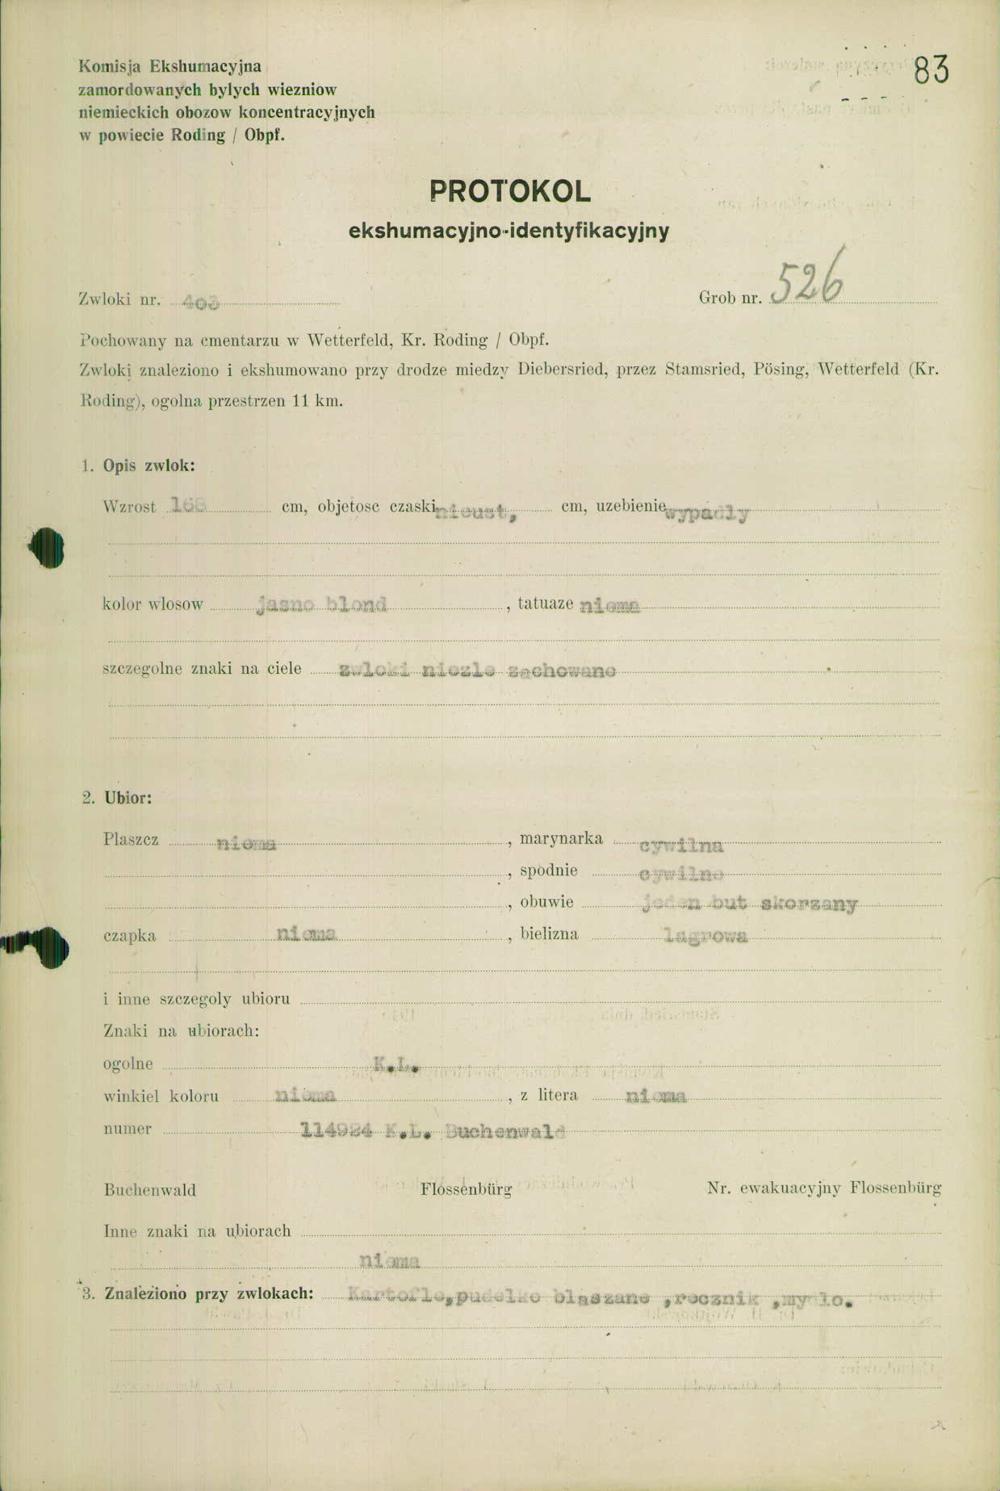 83
Komisja Ekshumacyjna
zamordowanych bylych wiezniow
niemieckich obozow koncentracyjnych
w powiecie Roding / Obpf.
PROTOKOL
ekshumacyjno-identyfikacyjny
Zwloki nr. Grob nr. 526
Pochowany na cmentarzu w Wetterfeld, Kr. Roding / Obpf.
Zwloki znaleziono i ekshumowano przy drodze miedzy Diebersried, przez Stamsried, Pösing, Wetterfeld (Kr.
Roding), ogolna przestrzen 11 km.
1. Opis zwlok:
Wzrost cm, objetosc czaski nieust, cm, uzebienie wypadly
kolor wlosow jasno blond , tatuaze niema
szczegolne znaki na ciele zwloki niezle zachowane
2. Ubior:
Plaszcz niema , marynarka cywilna
, spodnie cywilne
, obuwie jeden but skorzany
czapka niema , bielizna lagrowa
i inne szczegoly ubioru
Znaki na ubiorach:
ogolne K.L.
winkiel koloru niema , z litera niema
numer 114984 K.L. Buchenwald
Buchenwald Flossenbürg Nr. ewakuacyjny Flossenbürg
Inne znaki na ubiorach
niema
3. Znaleziono przy zwlokach: Kartofle,pudelko blaszane ,recznik ,mydlo.